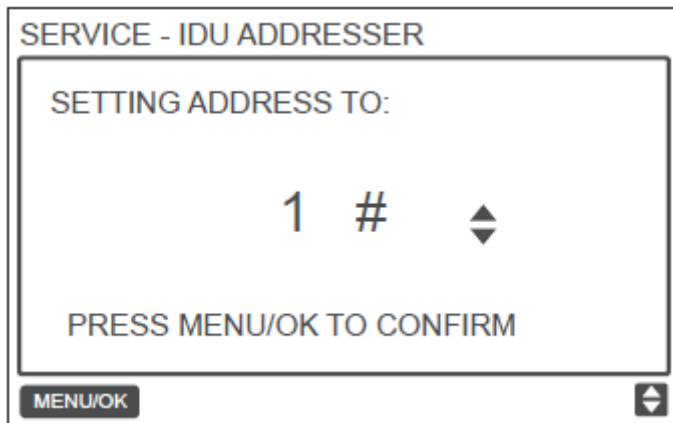 SERVICE - IDU ADDRESSER
SETTING ADDRESS TO:
1 #
PRESS MENU/OK TO CONFIRM
MENU/OK